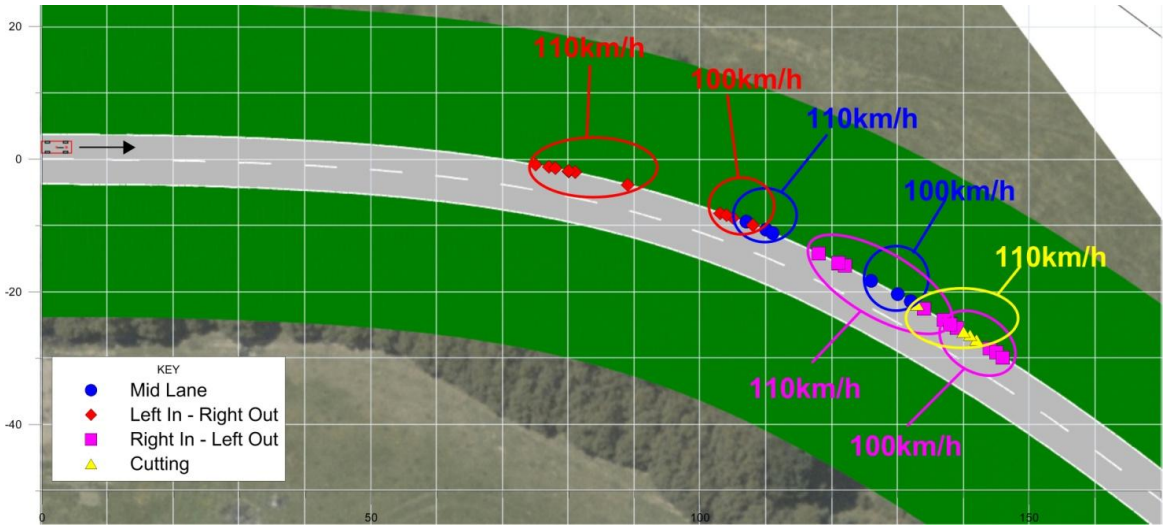 20
110km/h
100km/h
110km/h
0
100km/h
110km/h
-20
KEY
Mid Lane
Left In - Right Out
Right In - Left Out
Cutting
110km/h
-40
100km/h
0
50
100
150